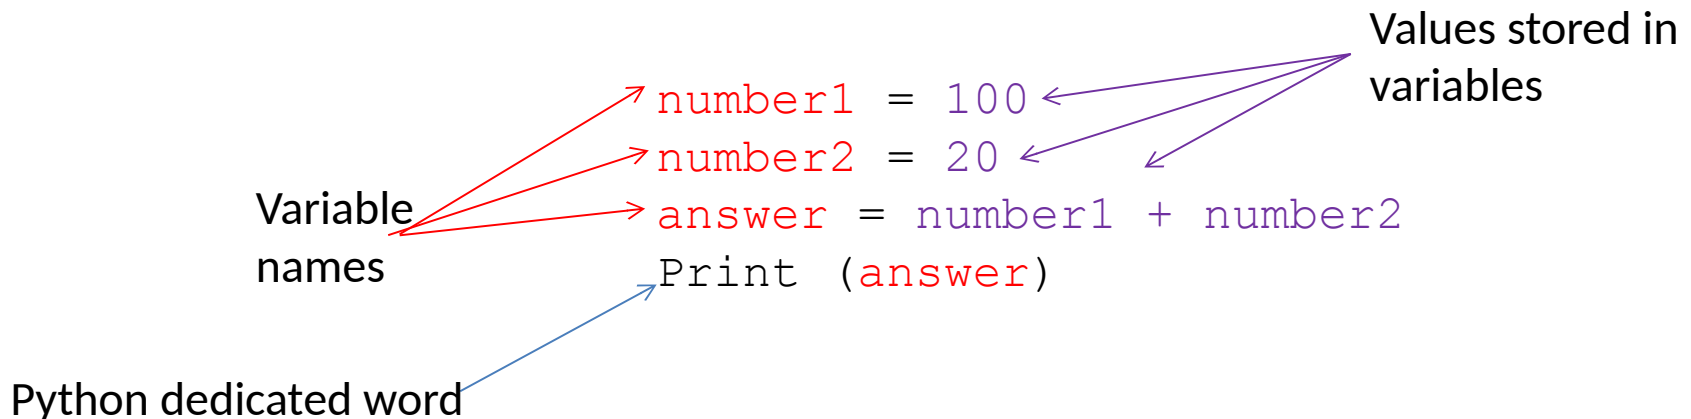 Values stored in
variables
number1 = 100
number2 = 20
answer = number1 + number2
Print (answer)
Variable
names
Python dedicated word